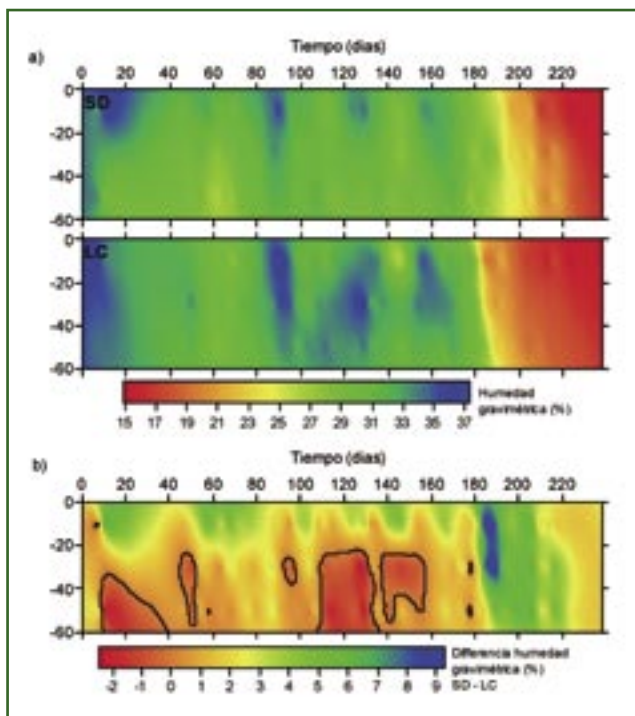 Tiempo (dias)
a)
0 20 40 60 80 100 120 140 160 180 200 220
0
SD
-20
-40
-60
0
LC
-20
-40
-60
15 17 19 21 23 25 27 29 31 33 35 37
Humedad
gravimétrica (%)
Tiempo (dias)
b)
0 20 40 60 80 100 120 140 160 180 200 220
0
-20
-40
-60
-2 -1 0 1 2 3 4 5 6 7 8 9
Diferencia humedad
gravimétrica (%)
SD - LC